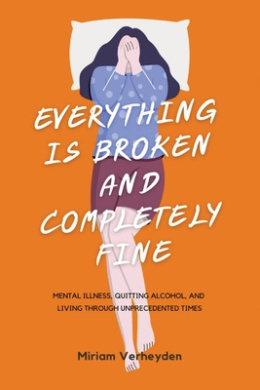 EVERYTHING
IS BROKEN
AND
COMPLETELY
FINE
MENTAL ILLNESS, QUITTING ALCOHOL, AND
LIVING THROUGH UNPRECEDENTED TIMES
Miriam Verheyden